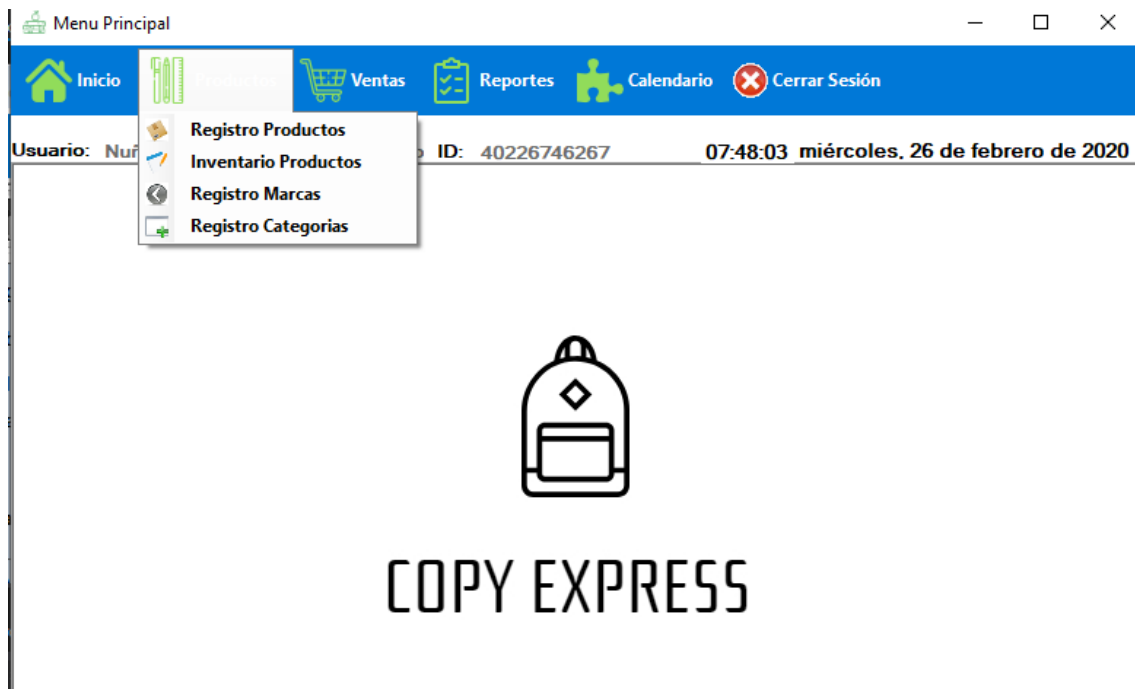 Menu Principal
Inicio Productos Ventas Reportes Calendario Cerrar Sesión
Registro Productos
Inventario Productos
Registro Marcas
Registro Categorias
Usuario: ID: 40226746267 07:48:03 miércoles, 26 de febrero de 2020
COPY EXPRESS